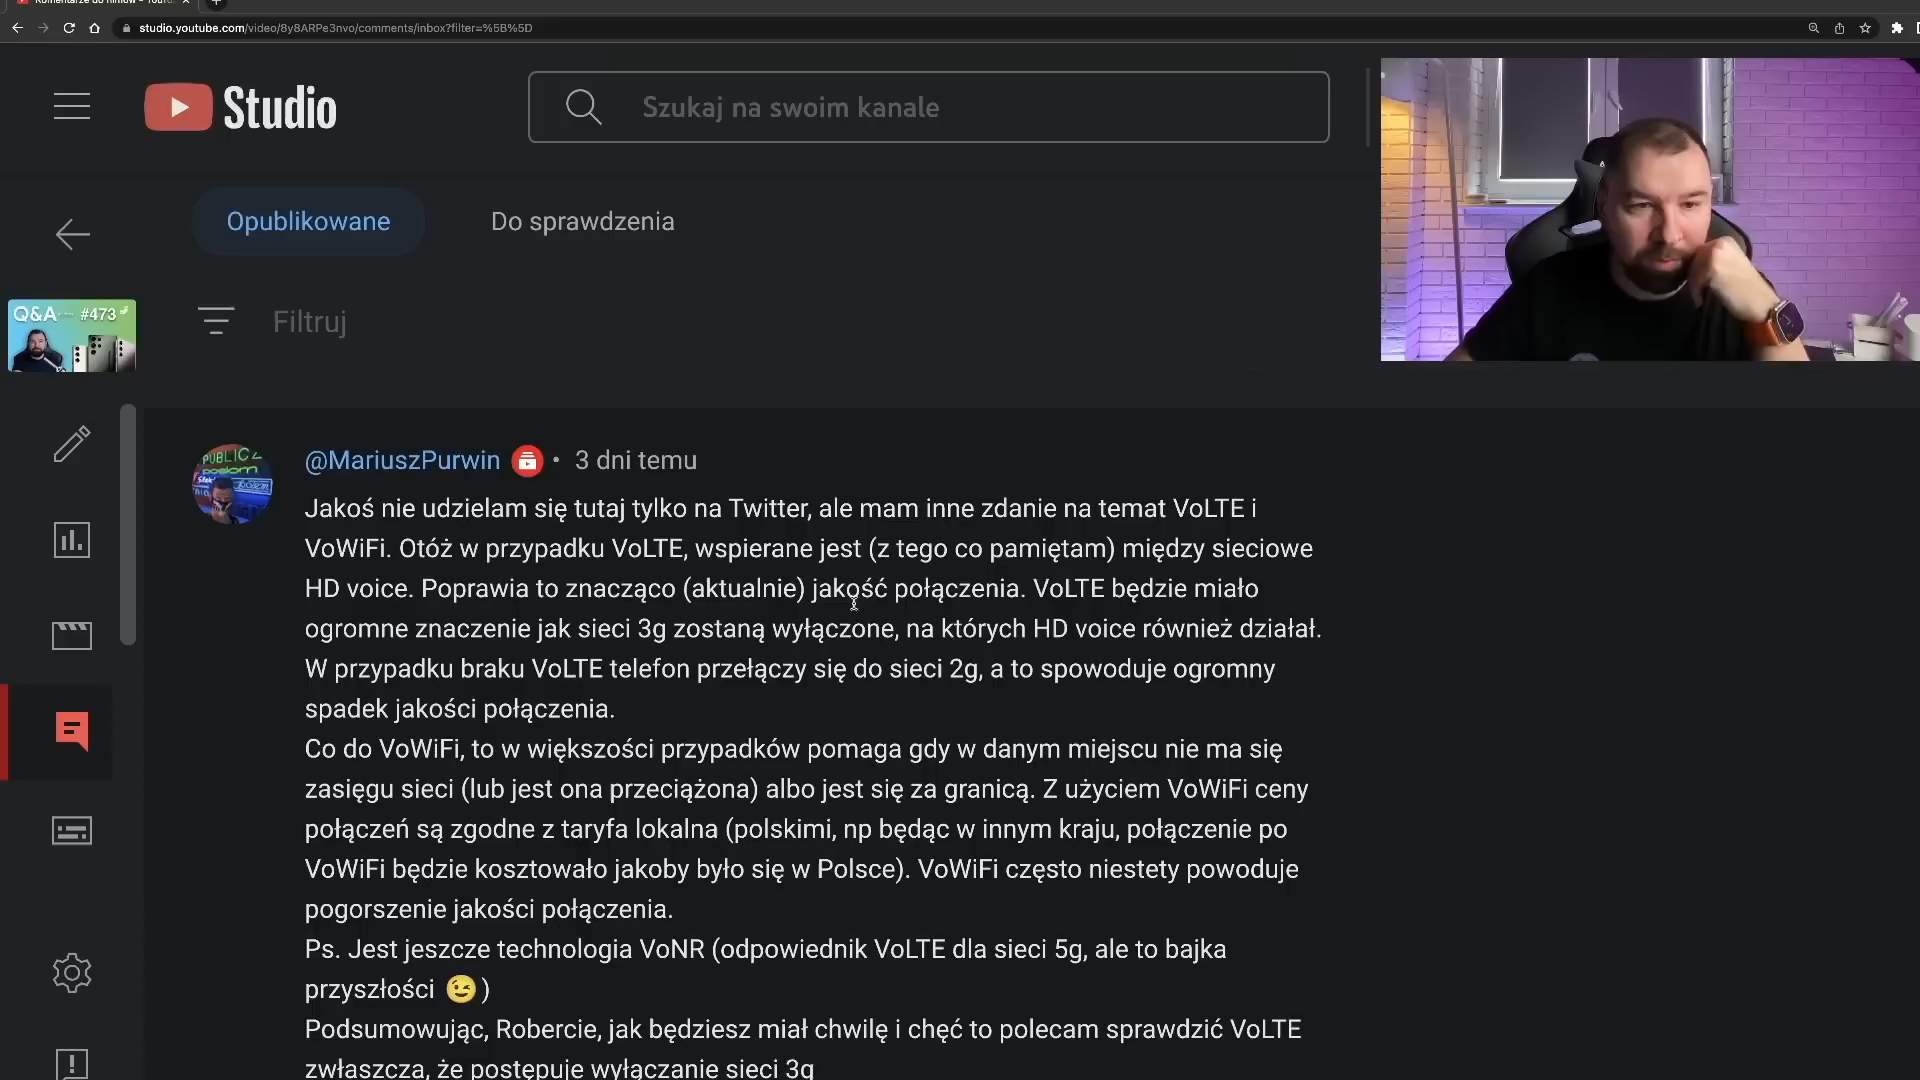 studio.youtube.com/video/8y8ARPe3nvo/comments/inbox?filter=%5B%5D
Studio
Szukaj na swoim kanale
Opublikowane
Do sprawdzenia
Q&A
#473
Filtruj
@MariuszPurwin • 3 dni temu
Jakoś nie udzielam się tutaj tylko na Twitter, ale mam inne zdanie na temat VoLTE i
VoWiFi. Otóż w przypadku VoLTE, wspierane jest (z tego co pamiętam) między sieciowe
HD voice. Poprawia to znacząco (aktualnie) jakość połączenia. VoLTE będzie miało
ogromne znaczenie jak sieci 3g zostaną wyłączone, na których HD voice również działał.
W przypadku braku VoLTE telefon przełączy się do sieci 2g, a to spowoduje ogromny
spadek jakości połączenia.
Co do VoWiFi, to w większości przypadków pomaga gdy w danym miejscu nie ma się
zasięgu sieci (lub jest ona przeciążona) albo jest się za granicą. Z użyciem VoWiFi ceny
połączeń są zgodne z taryfa lokalna (polskimi, np będąc w innym kraju, połączenie po
VoWiFi będzie kosztowało jakoby było się w Polsce). VoWiFi często niestety powoduje
pogorszenie jakości połączenia.
Ps. Jest jeszcze technologia VoNR (odpowiednik VoLTE dla sieci 5g, ale to bajka
przyszłości 😉 )
Podsumowując, Robercie, jak będziesz miał chwilę i chęć to polecam sprawdzić VoLTE
zwłaszcza, że postępuje wyłączanie sieci 3g